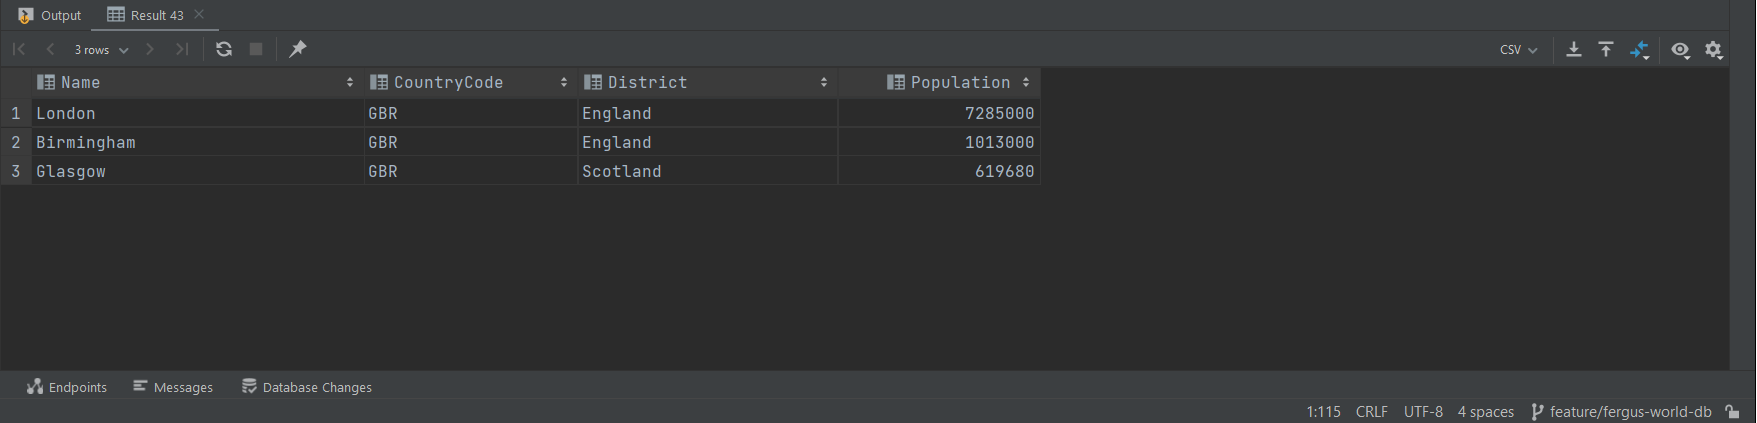 Output Result 43
3 rows CSV
Name CountryCode District Population
1 London GBR England 7285000
2 Birmingham GBR England 1013000
3 Glasgow GBR Scotland 619680
Endpoints Messages Database Changes
1:115 CRLF UTF-8 4 spaces feature/fergus-world-db